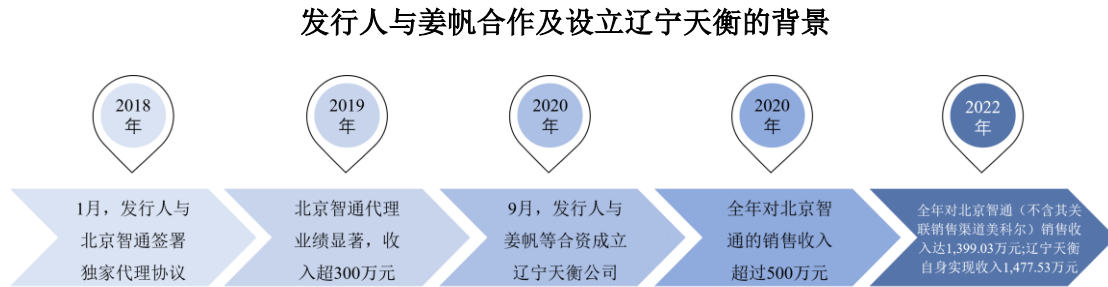 发行人与姜帆合作及设立辽宁天衡的背景
2018
年
1月，发行人与
北京智通签署
独家代理协议
2019
年
北京智通代理
业绩显著，收
入超300万元
2020
年
9月，发行人与
姜帆等合资成立
辽宁天衡公司
2020
年
全年对北京智
通的销售收入
超过500万元
2022
年
全年对北京智通（不含其关
联销售渠道美科尔）销售收
入达1,399.03万元;辽宁天衡
自身实现收入1,477.53万元